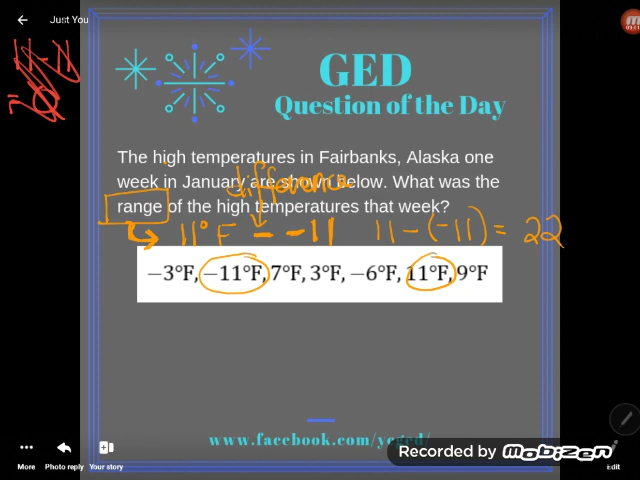 Just You
GED
Question of the Day
The high temperatures in Fairbanks, Alaska one
week in January are shown below. What was the
difference
range of the high temperatures that week?
11° F - -11 11 - (-11) = 22
−3°F, −11°F, 7°F, 3°F, −6°F, 11°F, 9°F
www.facebook.com/ycged/
Recorded by MOBIZEN
More Photo reply Your story Edit